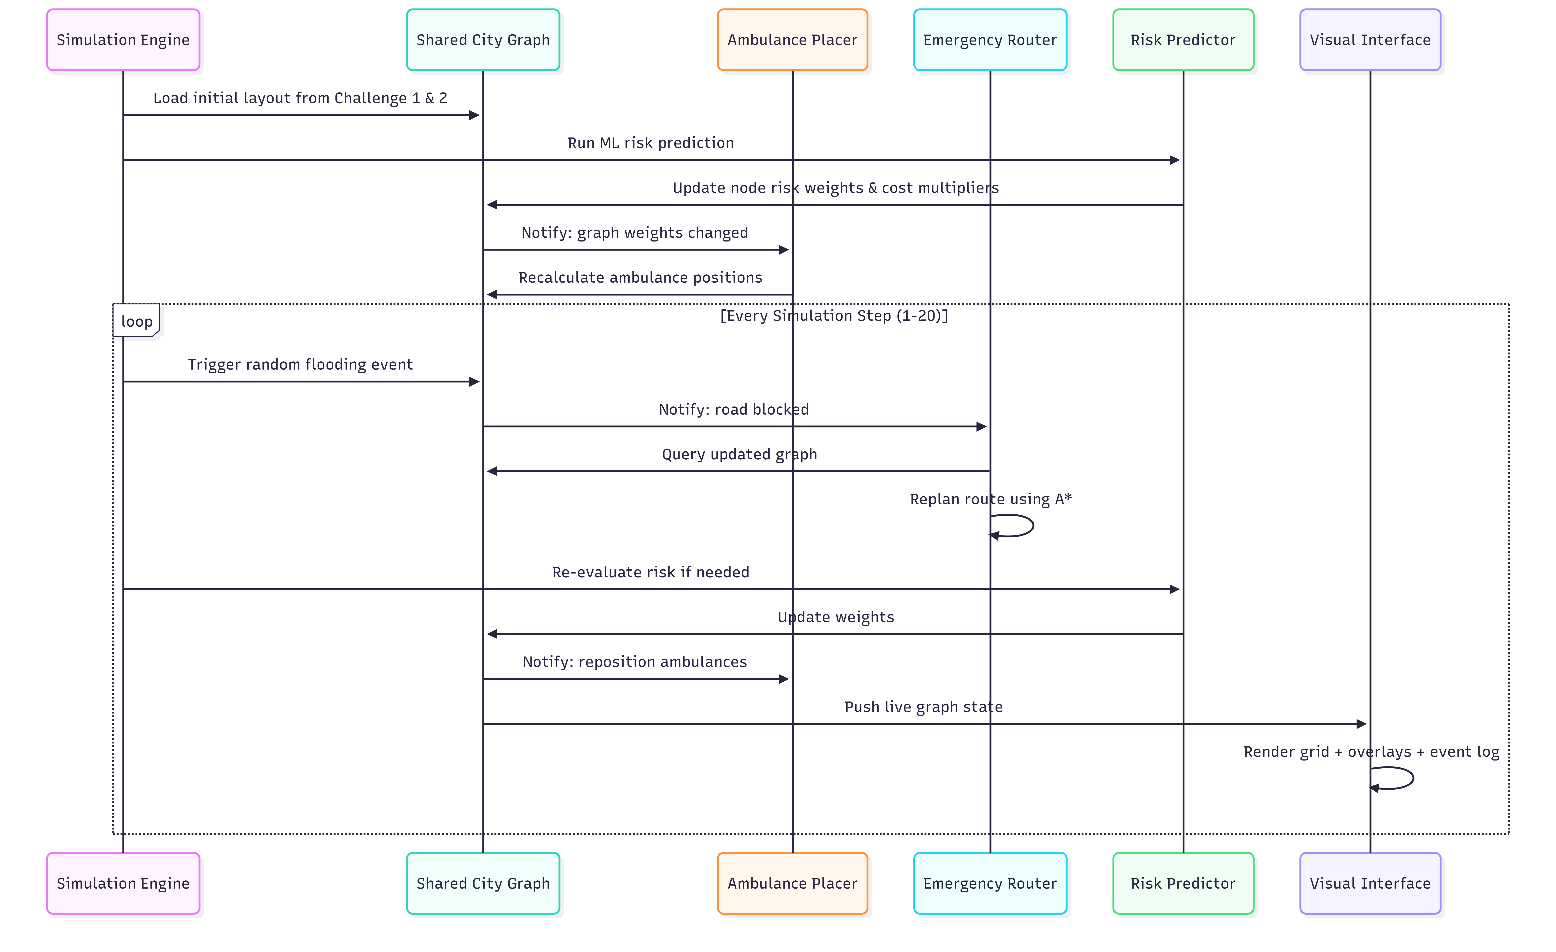 Simulation Engine
Shared City Graph
Ambulance Placer
Emergency Router
Risk Predictor
Visual Interface
Load initial layout from Challenge 1 & 2
Run ML risk prediction
Update node risk weights & cost multipliers
Notify: graph weights changed
Recalculate ambulance positions
loop
[Every Simulation Step (1-20)]
Trigger random flooding event
Notify: road blocked
Query updated graph
Replan route using A*
Re-evaluate risk if needed
Update weights
Notify: reposition ambulances
Push live graph state
Render grid + overlays + event log
Simulation Engine
Shared City Graph
Ambulance Placer
Emergency Router
Risk Predictor
Visual Interface